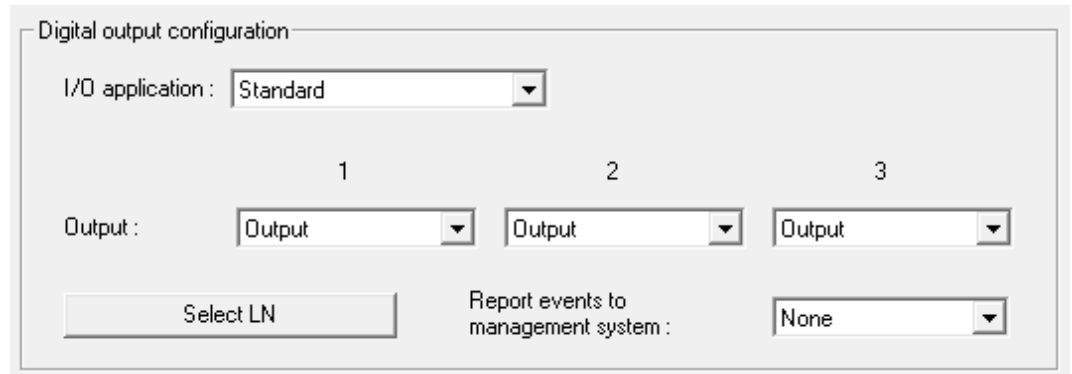 Digital output configuration
I/O application : Standard
1 2 3
Output : Output Output Output
Select LN Report events to
management system : None